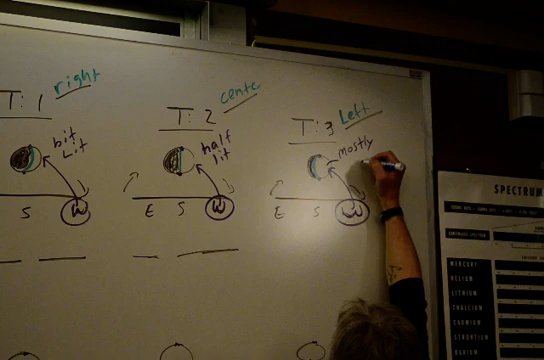 T: 1 right
bit
Lit
S W
T: 2 center
half
lit
E S W
T: 3 Left
mostly
E S W
SPECTRUM
MERCURY
HELIUM
LITHIUM
THALLIUM
CADMIUM
STRONTIUM
BARIUM